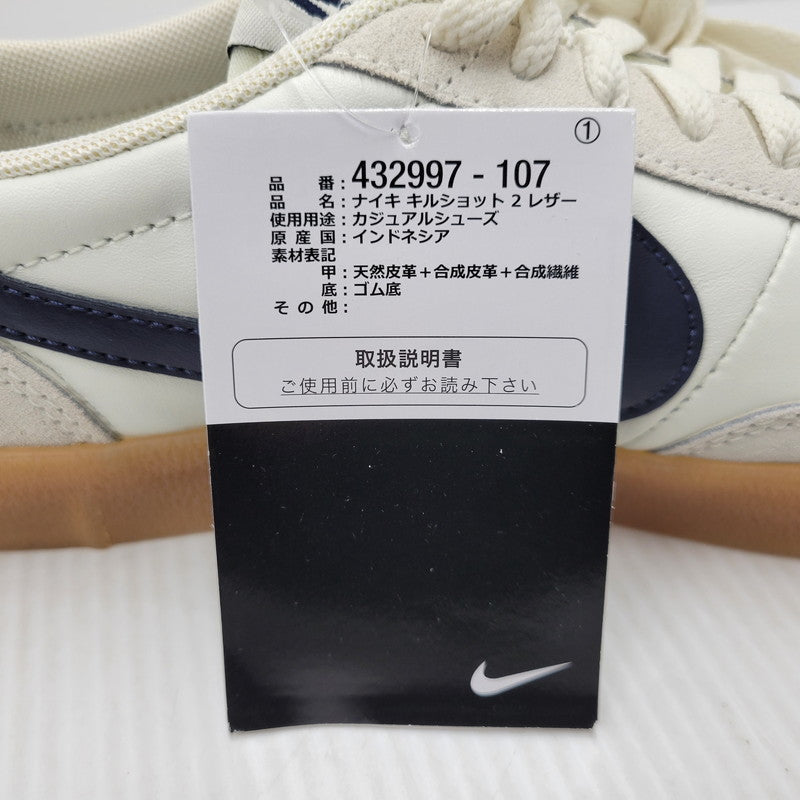 ①
品番:432997 - 107
品名:ナイキ キルショット 2 レザー
使用用途:カジュアルシューズ
原産国:インドネシア
素材表記
甲:天然皮革+合成皮革+合成繊維
底:ゴム底
その他:
取扱説明書
ご使用前に必ずお読み下さい